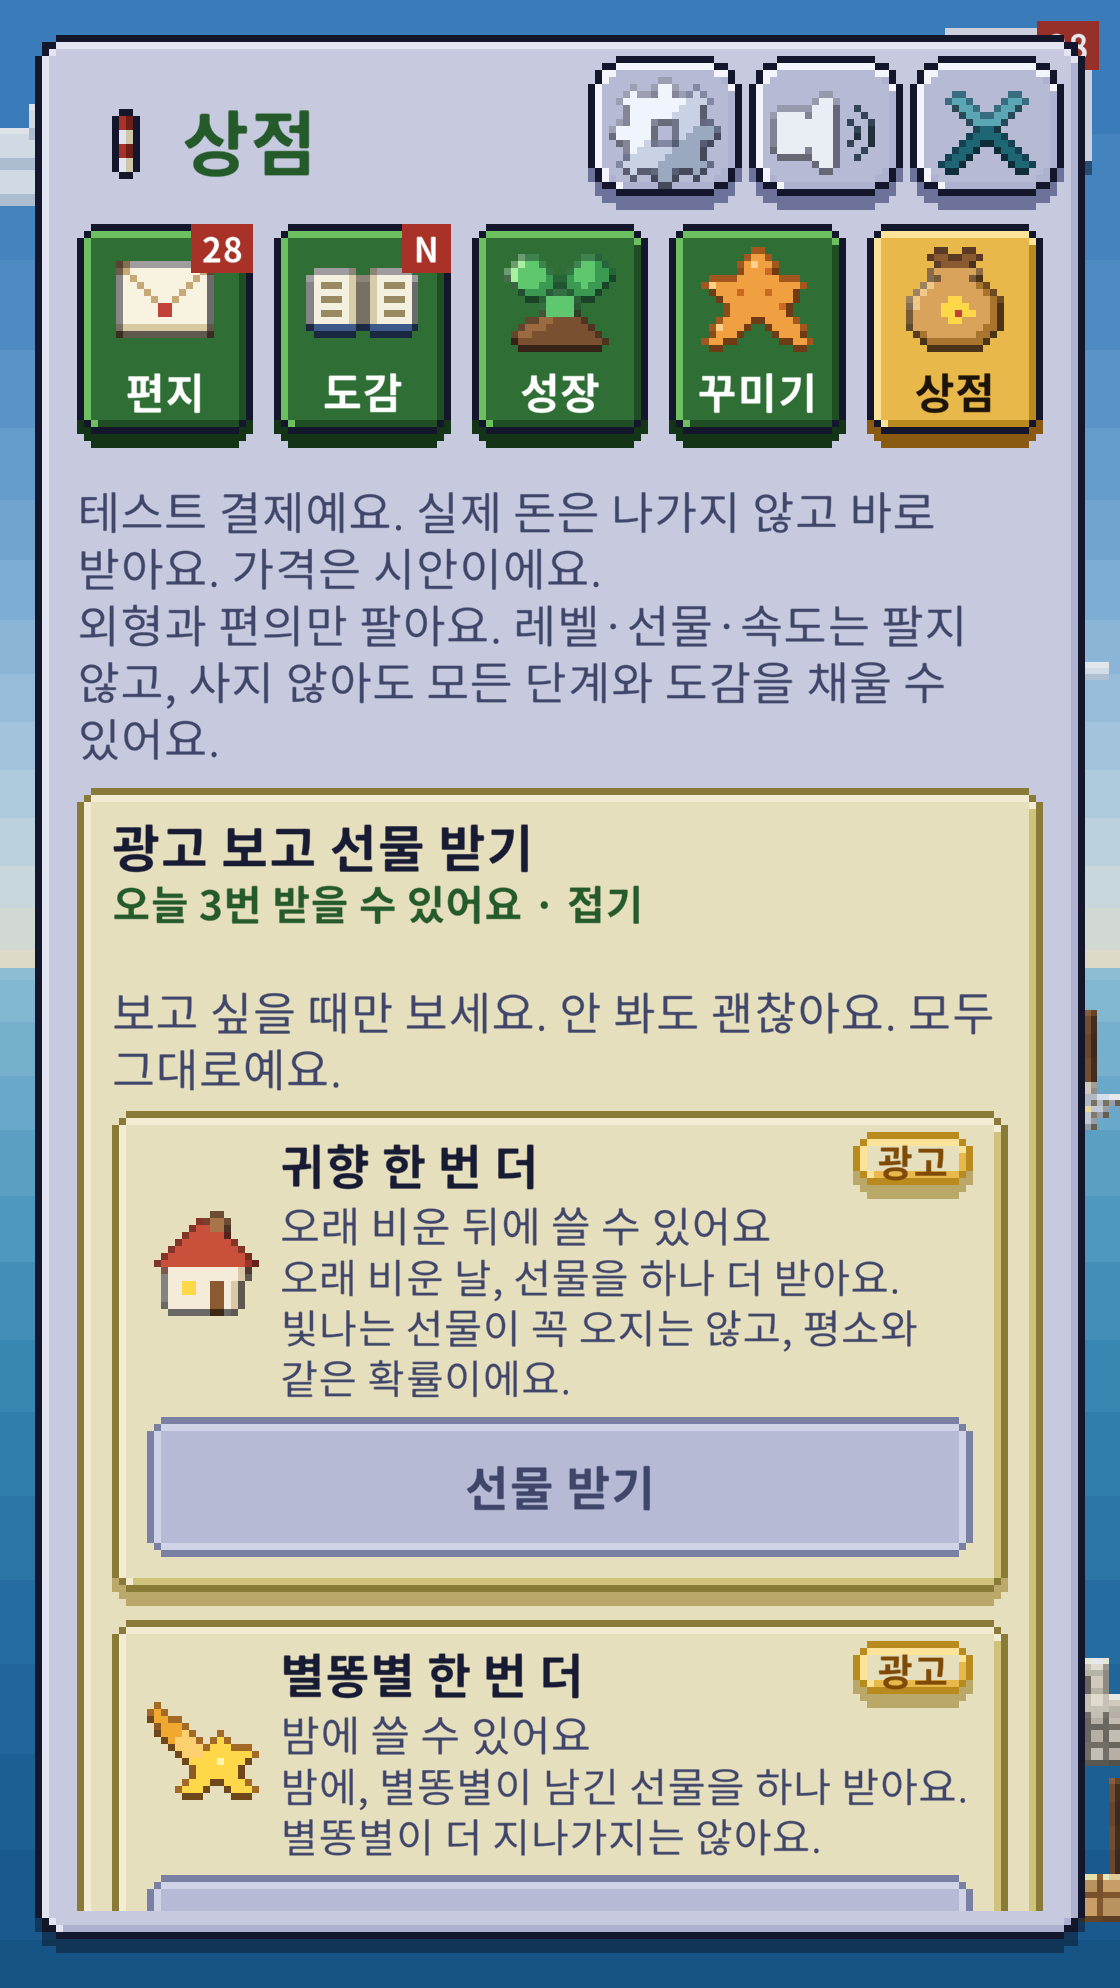 상점
28
N
편지
도감
성장
꾸미기
상점
테스트 결제예요. 실제 돈은 나가지 않고 바로
받아요. 가격은 시안이에요.
외형과 편의만 팔아요. 레벨·선물·속도는 팔지
않고, 사지 않아도 모든 단계와 도감을 채울 수
있어요.
광고 보고 선물 받기
오늘 3번 받을 수 있어요 · 접기
보고 싶을 때만 보세요. 안 봐도 괜찮아요. 모두
그대로예요.
귀향 한 번 더
광고
오래 비운 뒤에 쓸 수 있어요
오래 비운 날, 선물을 하나 더 받아요.
빛나는 선물이 꼭 오지는 않고, 평소와
같은 확률이에요.
선물 받기
별똥별 한 번 더
광고
밤에 쓸 수 있어요
밤에, 별똥별이 남긴 선물을 하나 받아요.
별똥별이 더 지나가지는 않아요.